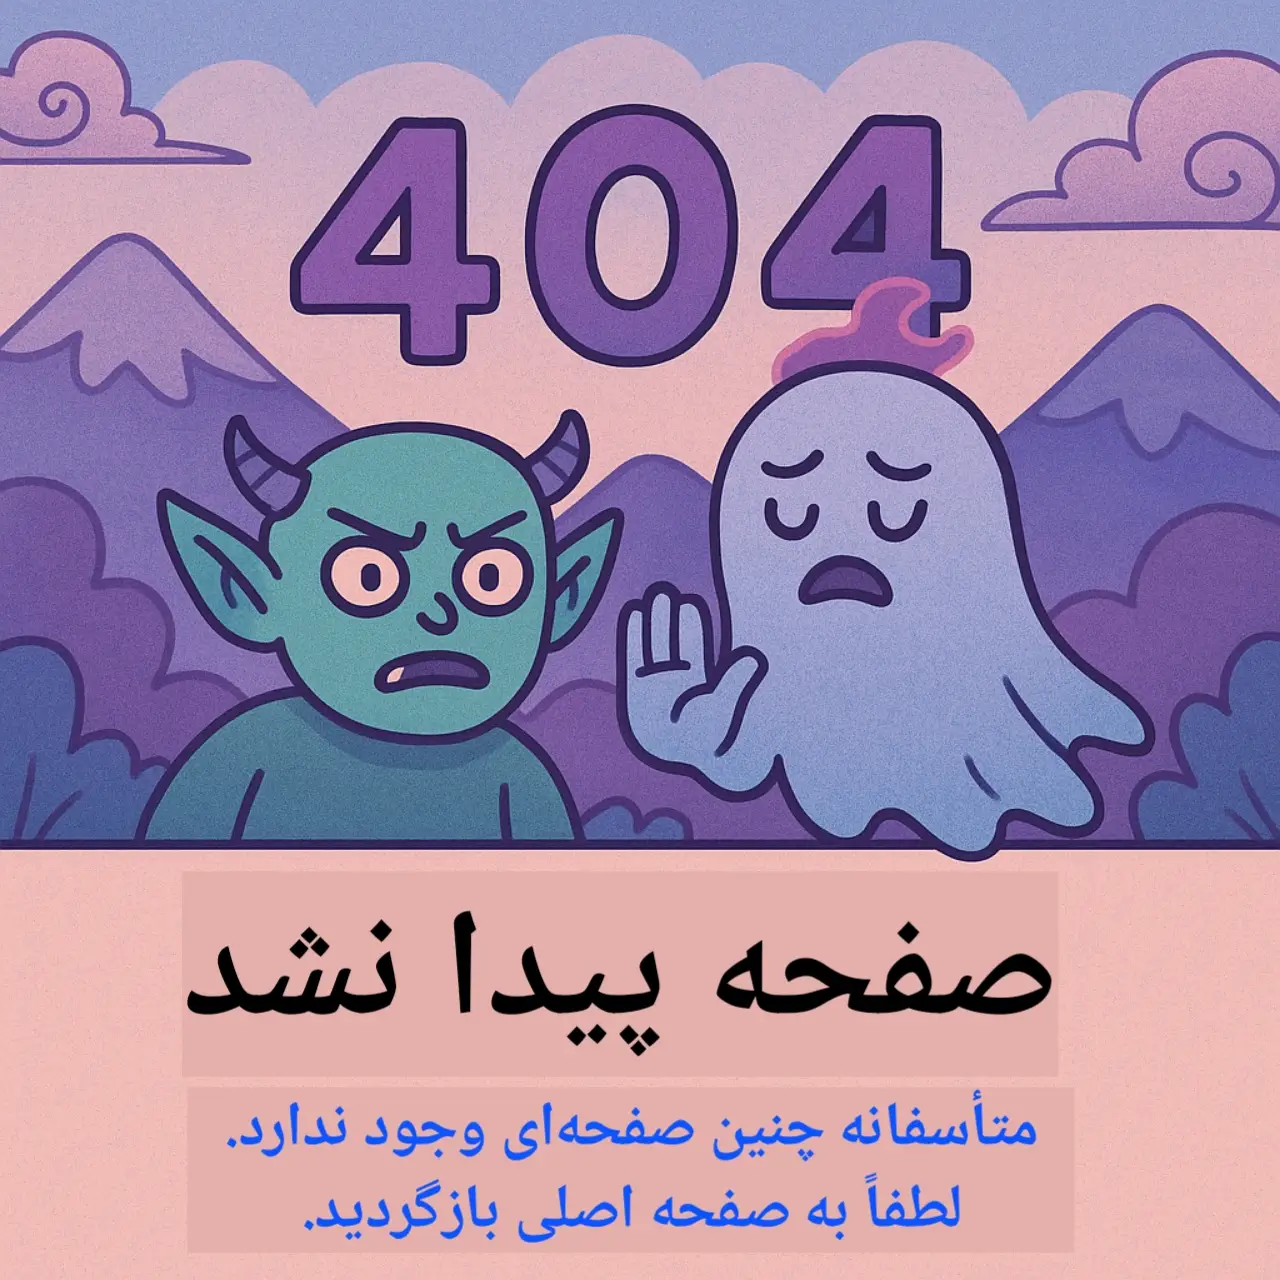 404
صفحه پیدا نشد
متأسفانه چنین صفحه‌ای وجود ندارد.
لطفاً به صفحه اصلی بازگردید.